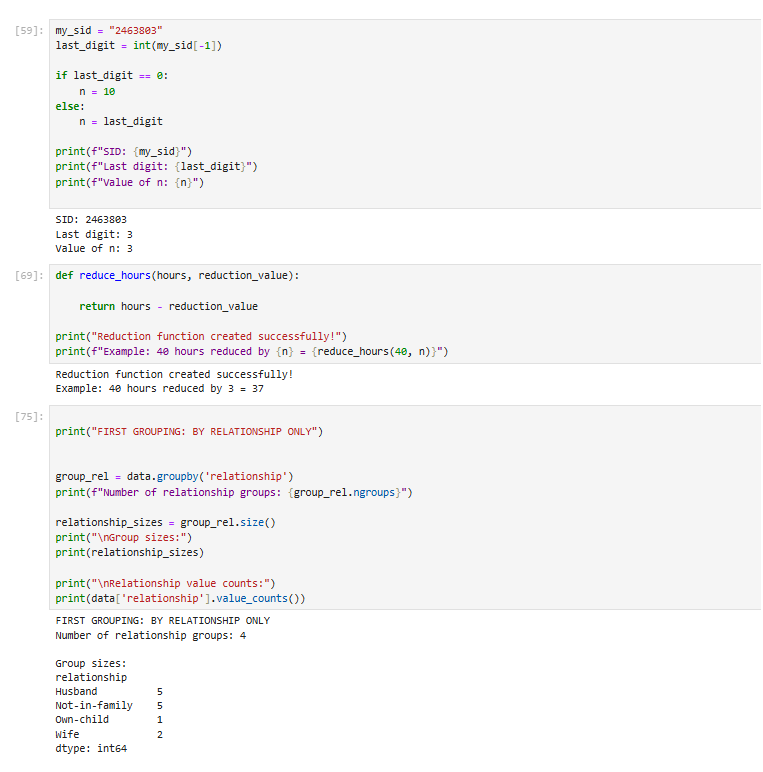 [59]:
my_sid = "2463803"
last_digit = int(my_sid[-1])
if last_digit == 0:
    n = 10
else:
    n = last_digit
print(f"SID: {my_sid}")
print(f"Last digit: {last_digit}")
print(f"Value of n: {n}")
SID: 2463803
Last digit: 3
Value of n: 3
[69]:
def reduce_hours(hours, reduction_value):
    return hours - reduction_value
print("Reduction function created successfully!")
print(f"Example: 40 hours reduced by {n} = {reduce_hours(40, n)}")
Reduction function created successfully!
Example: 40 hours reduced by 3 = 37
[75]:
print("FIRST GROUPING: BY RELATIONSHIP ONLY")
group_rel = data.groupby('relationship')
print(f"Number of relationship groups: {group_rel.ngroups}")
relationship_sizes = group_rel.size()
print("\nGroup sizes:")
print(relationship_sizes)
print("\nRelationship value counts:")
print(data['relationship'].value_counts())
FIRST GROUPING: BY RELATIONSHIP ONLY
Number of relationship groups: 4
Group sizes:
relationship
Husband 5
Not-in-family 5
Own-child 1
Wife 2
dtype: int64